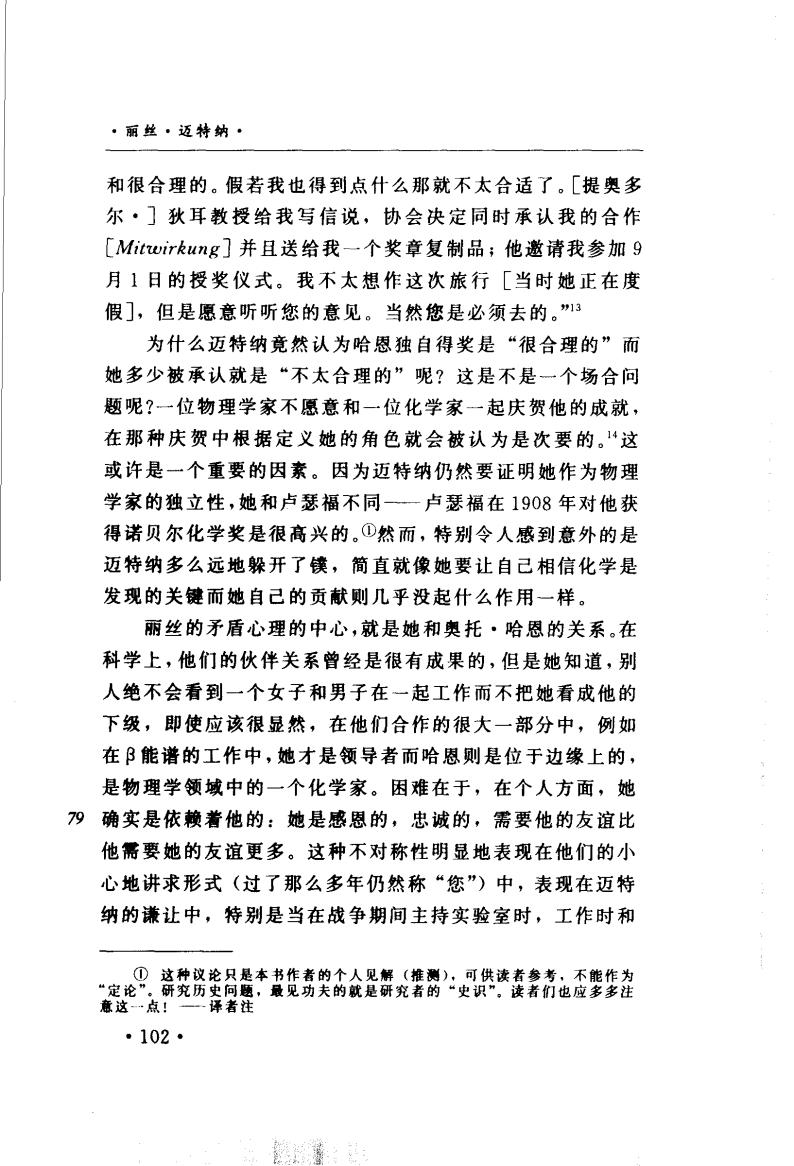 ·丽丝·迈特纳·
和很合理的。假若我也得到点什么那就不太合适了。[提奥多
尔·] 狄耳教授给我写信说，协会决定同时承认我的合作
[Mitwirkung] 并且送给我一个奖章复制品；他邀请我参加 9
月 1 日的授奖仪式。我不太想作这次旅行 [当时她正在度
假]，但是愿意听听您的意见。当然您是必须去的。”13
为什么迈特纳竟然认为哈恩独自得奖是“很合理的”而
她多少被承认就是“不太合理的”呢？这是不是一个场合问
题呢?一位物理学家不愿意和一位化学家一起庆贺他的成就，
在那种庆贺中根据定义她的角色就会被认为是次要的。14这
或许是一个重要的因素。因为迈特纳仍然要证明她作为物理
学家的独立性，她和卢瑟福不同——卢瑟福在 1908 年对他获
得诺贝尔化学奖是很高兴的。①然而，特别令人感到意外的是
迈特纳多么远地躲开了镤，简直就像她要让自己相信化学是
发现的关键而她自己的贡献则几乎没起什么作用一样。
丽丝的矛盾心理的中心，就是她和奥托·哈恩的关系。在
科学上，他们的伙伴关系曾经是很有成果的，但是她知道，别
人绝不会看到一个女子和男子在一起工作而不把她看成他的
下级，即使应该很显然，在他们合作的很大一部分中，例如
在β能谱的工作中，她才是领导者而哈恩则是位于边缘上的，
是物理学领域中的一个化学家。困难在于，在个人方面，她
79 确实是依赖着他的：她是感恩的，忠诚的，需要他的友谊比
他需要她的友谊更多。这种不对称性明显地表现在他们的小
心地讲求形式（过了那么多年仍然称“您”）中，表现在迈特
纳的谦让中，特别是当在战争期间主持实验室时，工作时和
① 这种议论只是本书作者的个人见解（推测），可供读者参考，不能作为
“定论”。研究历史问题，最见功夫的就是研究者的“史识”。读者们也应多多注
意这一点！——译者注
·102·